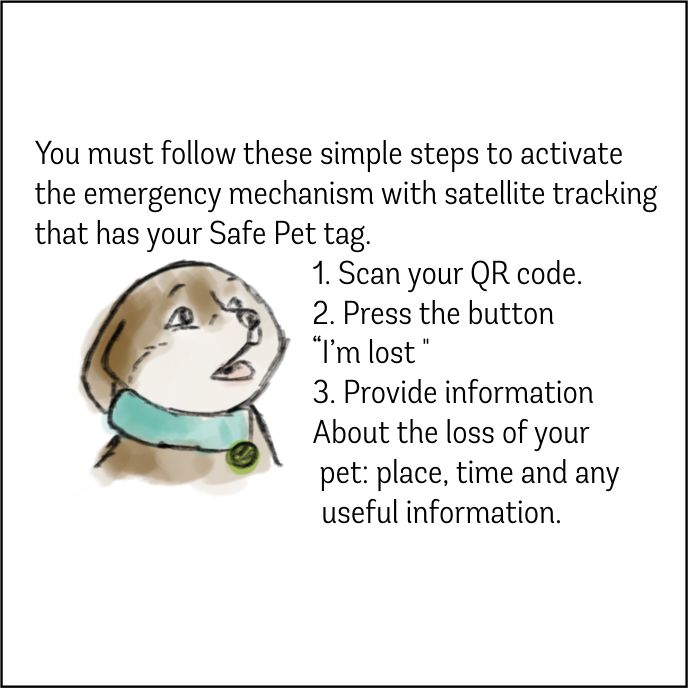 You must follow these simple steps to activate
the emergency mechanism with satellite tracking
that has your Safe Pet tag.
1. Scan your QR code.
2. Press the button
“I’m lost "
3. Provide information
About the loss of your
pet: place, time and any
useful information.